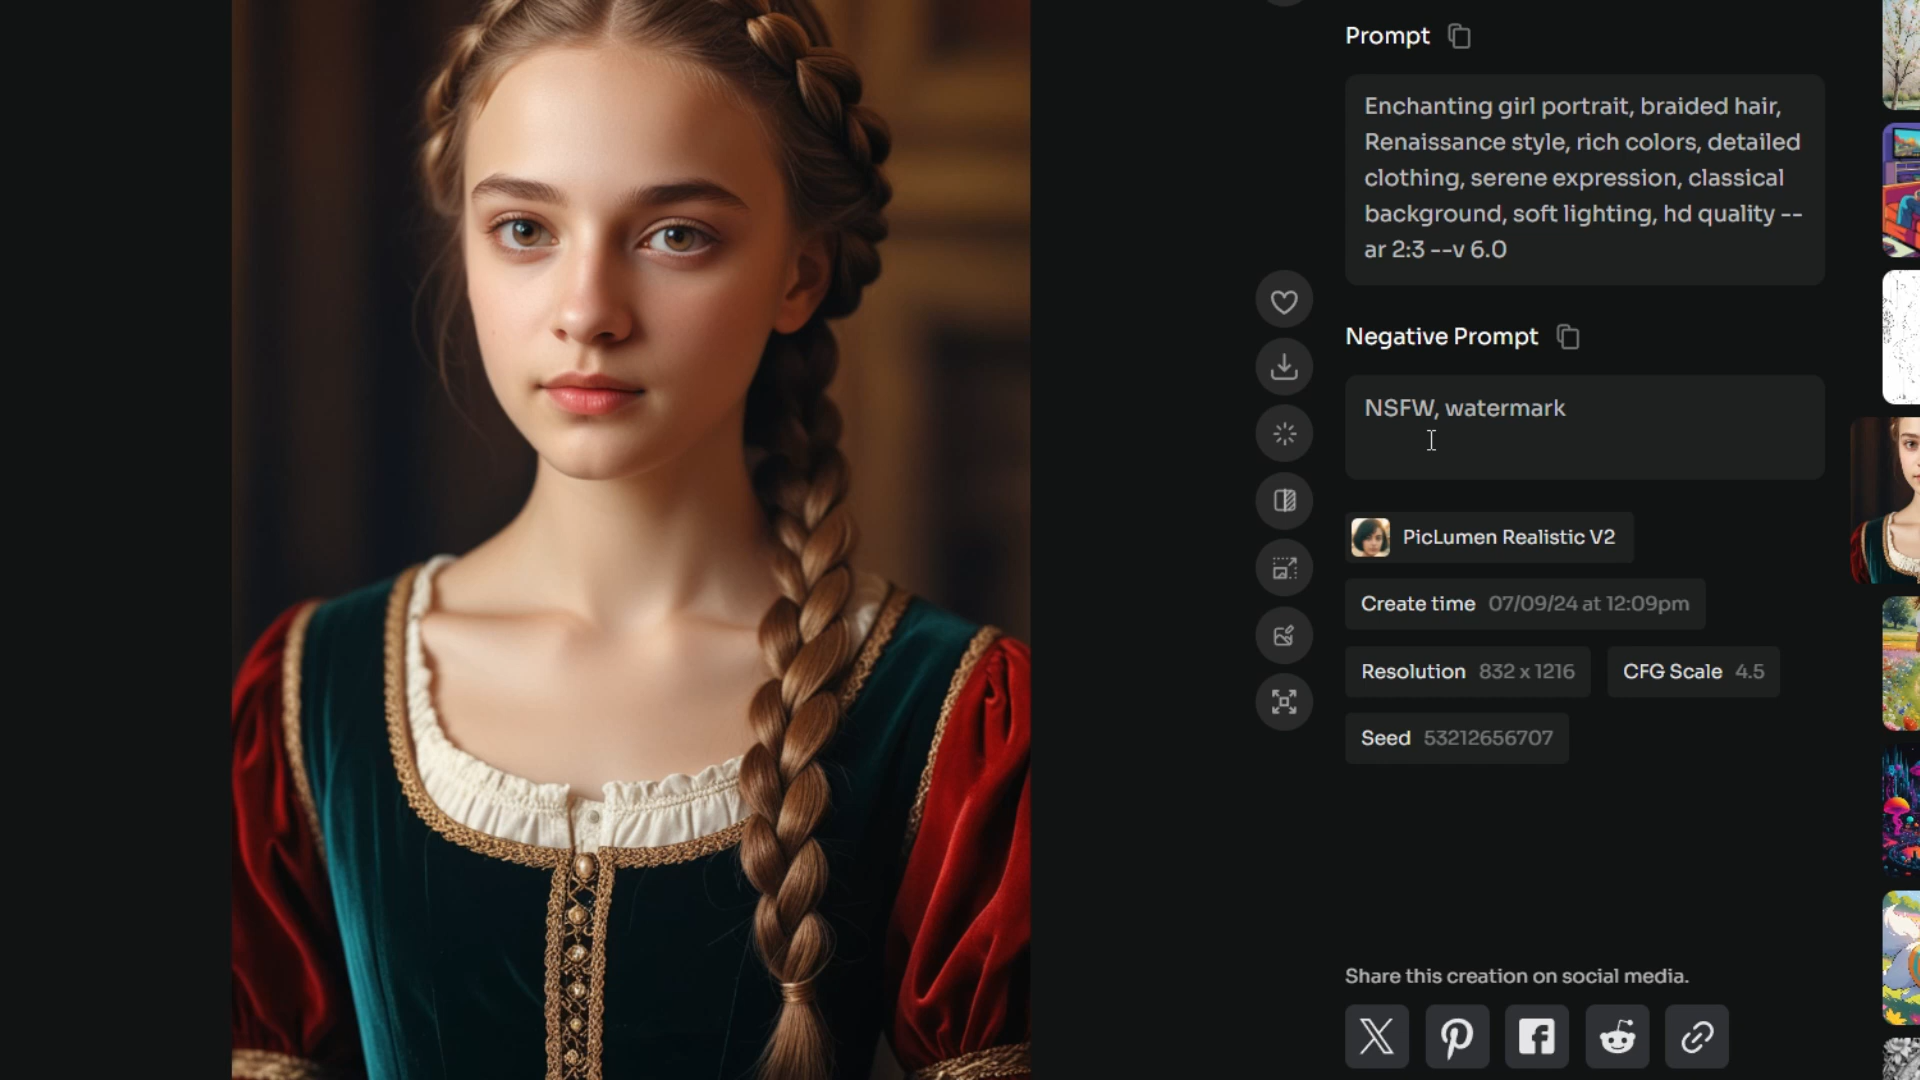 Prompt
Enchanting girl portrait, braided hair,
Renaissance style, rich colors, detailed
clothing, serene expression, classical
background, soft lighting, hd quality --
ar 2:3 --v 6.0
Negative Prompt
NSFW, watermark
PicLumen Realistic V2
Create time 07/09/24 at 12:09pm
Resolution 832 x 1216 CFG Scale 4.5
Seed 53212656707
Share this creation on social media.